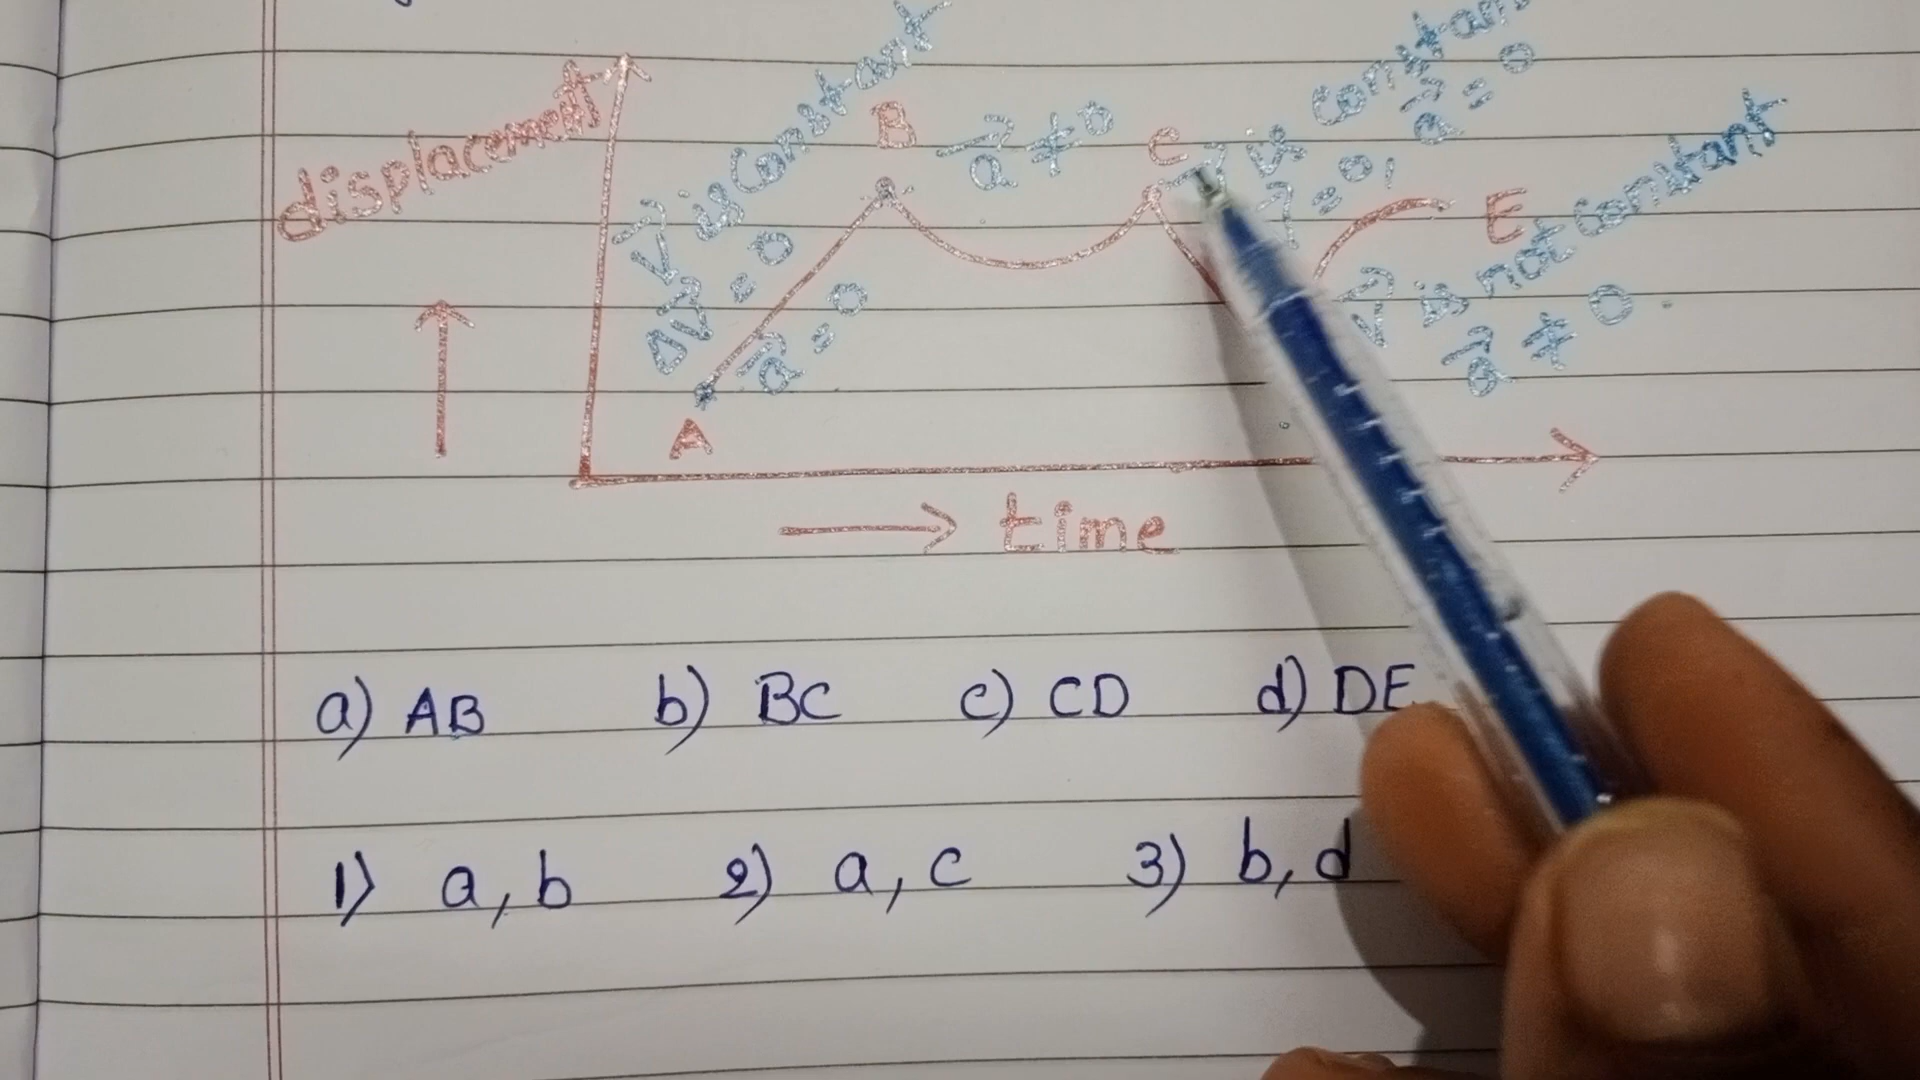 displacement
V⃗ is constant
ΔV⃗ = 0
a⃗ = 0
B
a⃗ ≠ 0
C
is constant
= 0, a⃗ = 0
E
V⃗ is not constant
a⃗ ≠ 0
A
→ time
a) AB b) BC c) CD d) DE
1) a, b 2) a, c 3) b, d